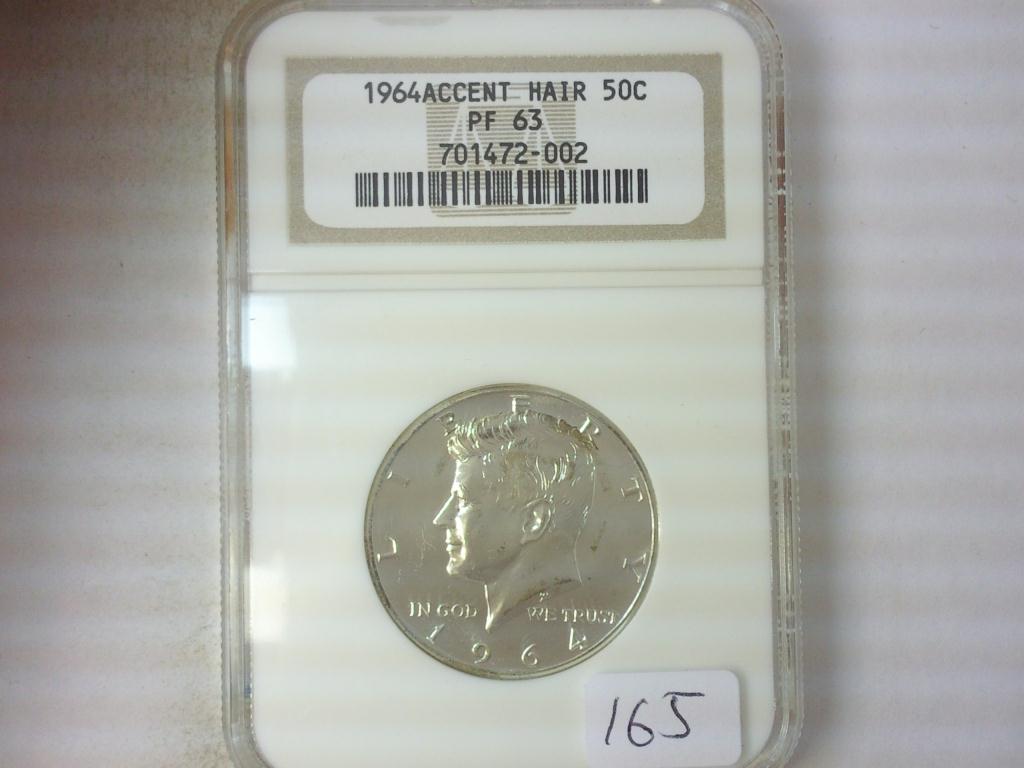 1964ACCENT HAIR 50C
PF 63
701472-002
LIBERTY
IN GOD WE TRUST
1964
165